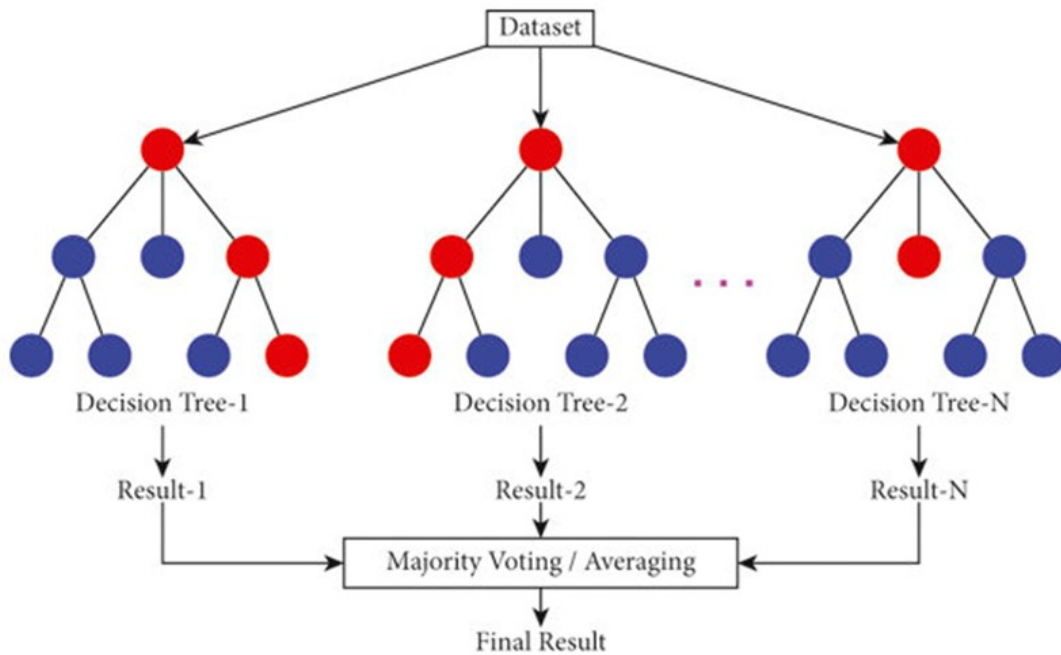 Dataset
. . .
Decision Tree-1
Decision Tree-2
Decision Tree-N
Result-1
Result-2
Result-N
Majority Voting / Averaging
Final Result